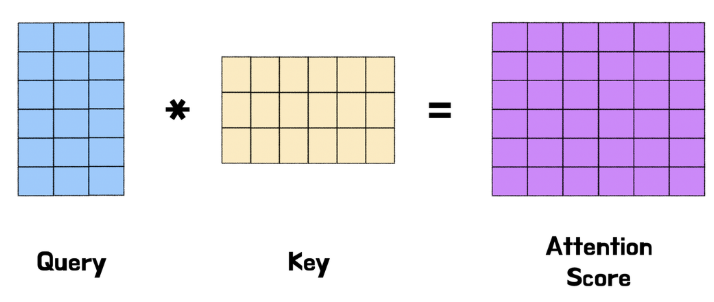 *
=
Query
Key
Attention
Score